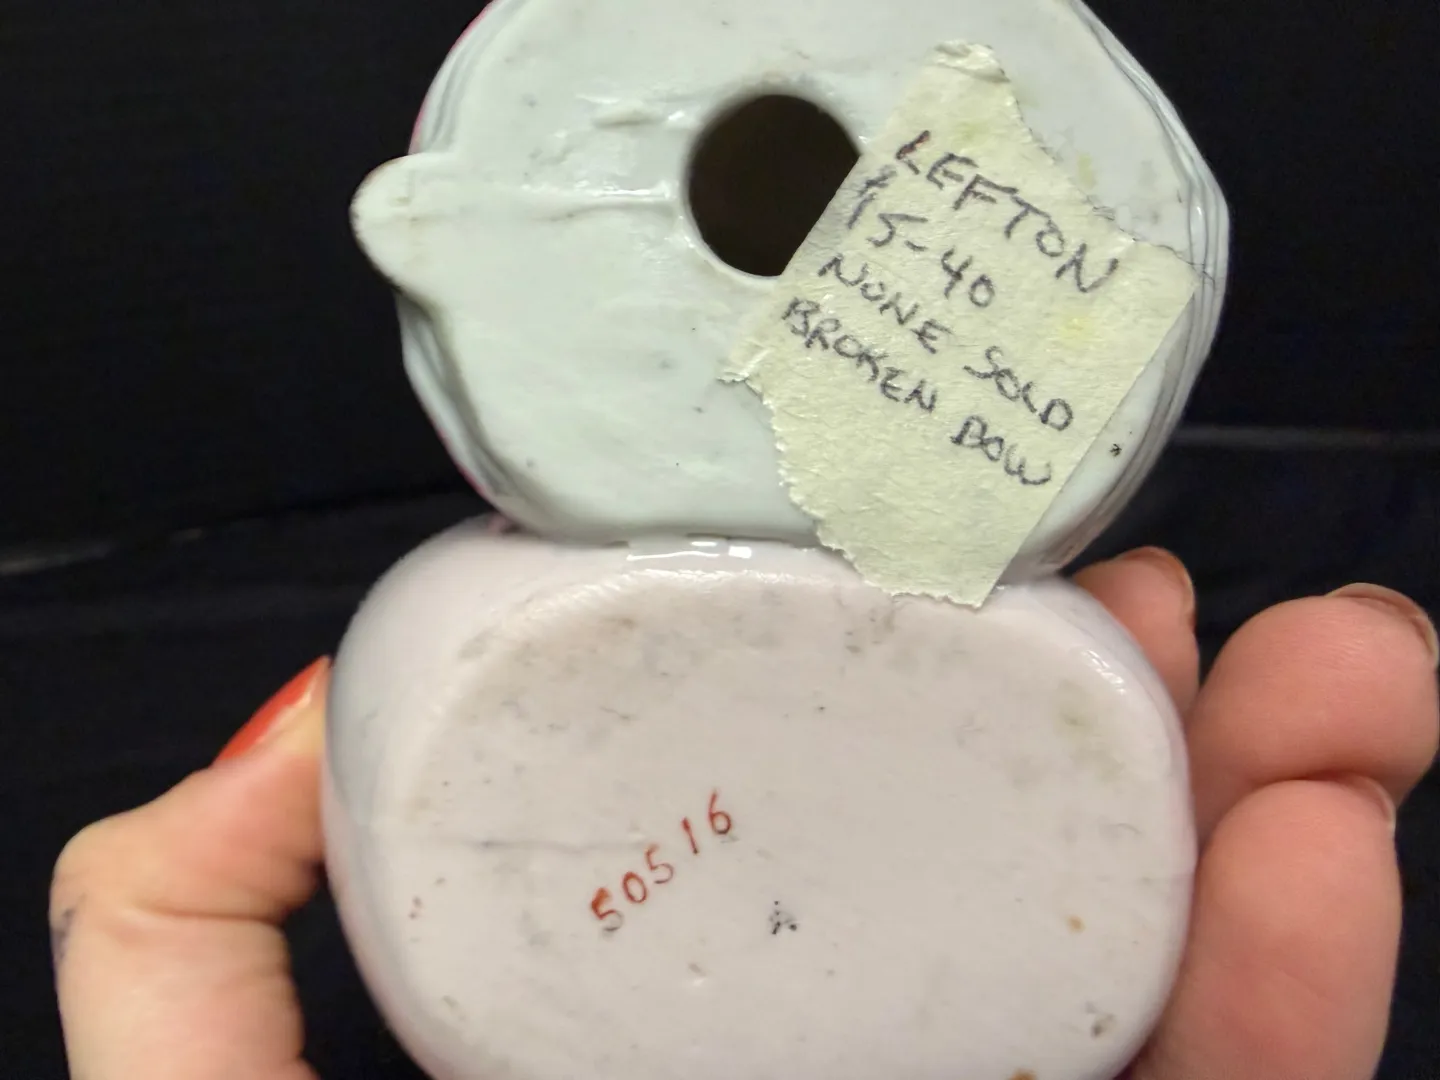 LEFTON
$15-40
NONE SOLD
BROKEN BOW
50516